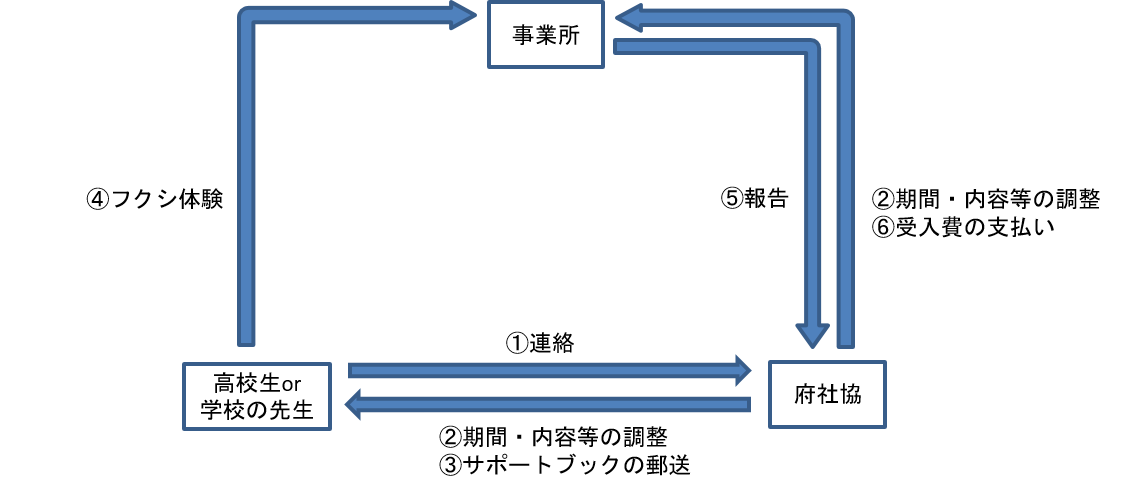 事業所
④フクシ体験
⑤報告
②期間・内容等の調整
⑥受入費の支払い
①連絡
高校生or
学校の先生
府社協
②期間・内容等の調整
③サポートブックの郵送